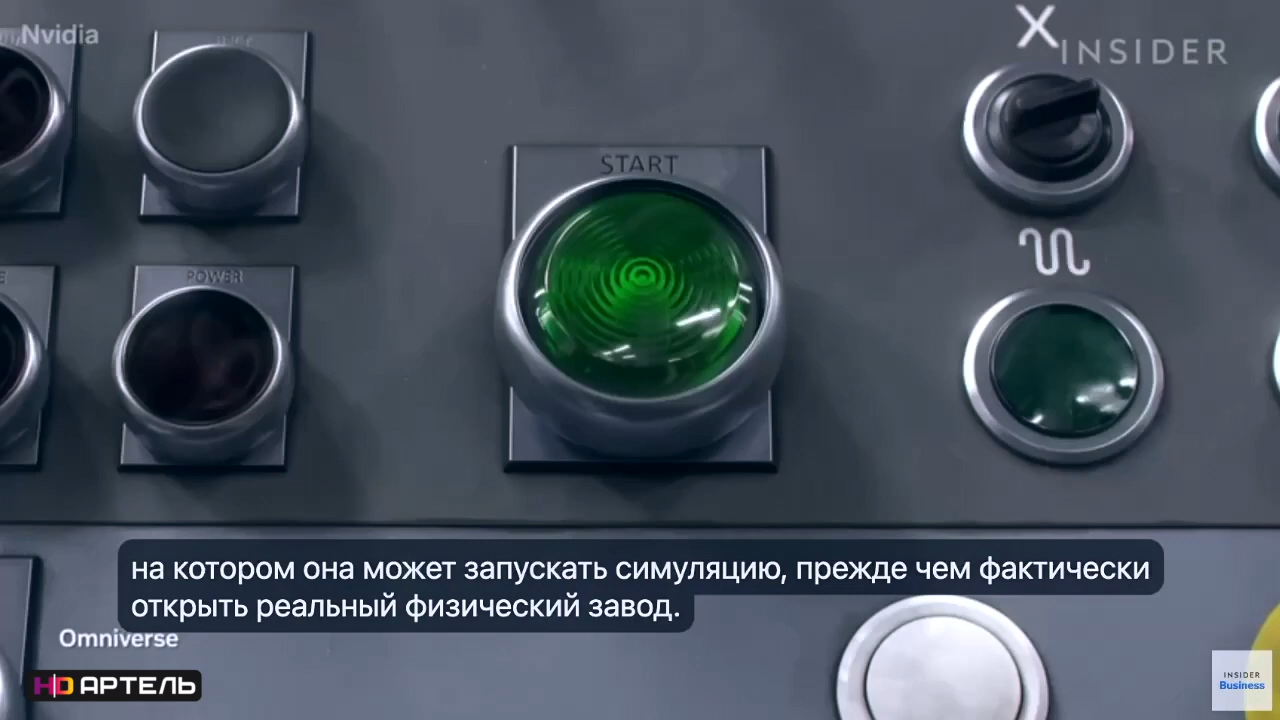 Nvidia
X INSIDER
START
POWER
на котором она может запускать симуляцию, прежде чем фактически
открыть реальный физический завод.
Omniverse
HD АРТЕЛЬ
INSIDER
Business